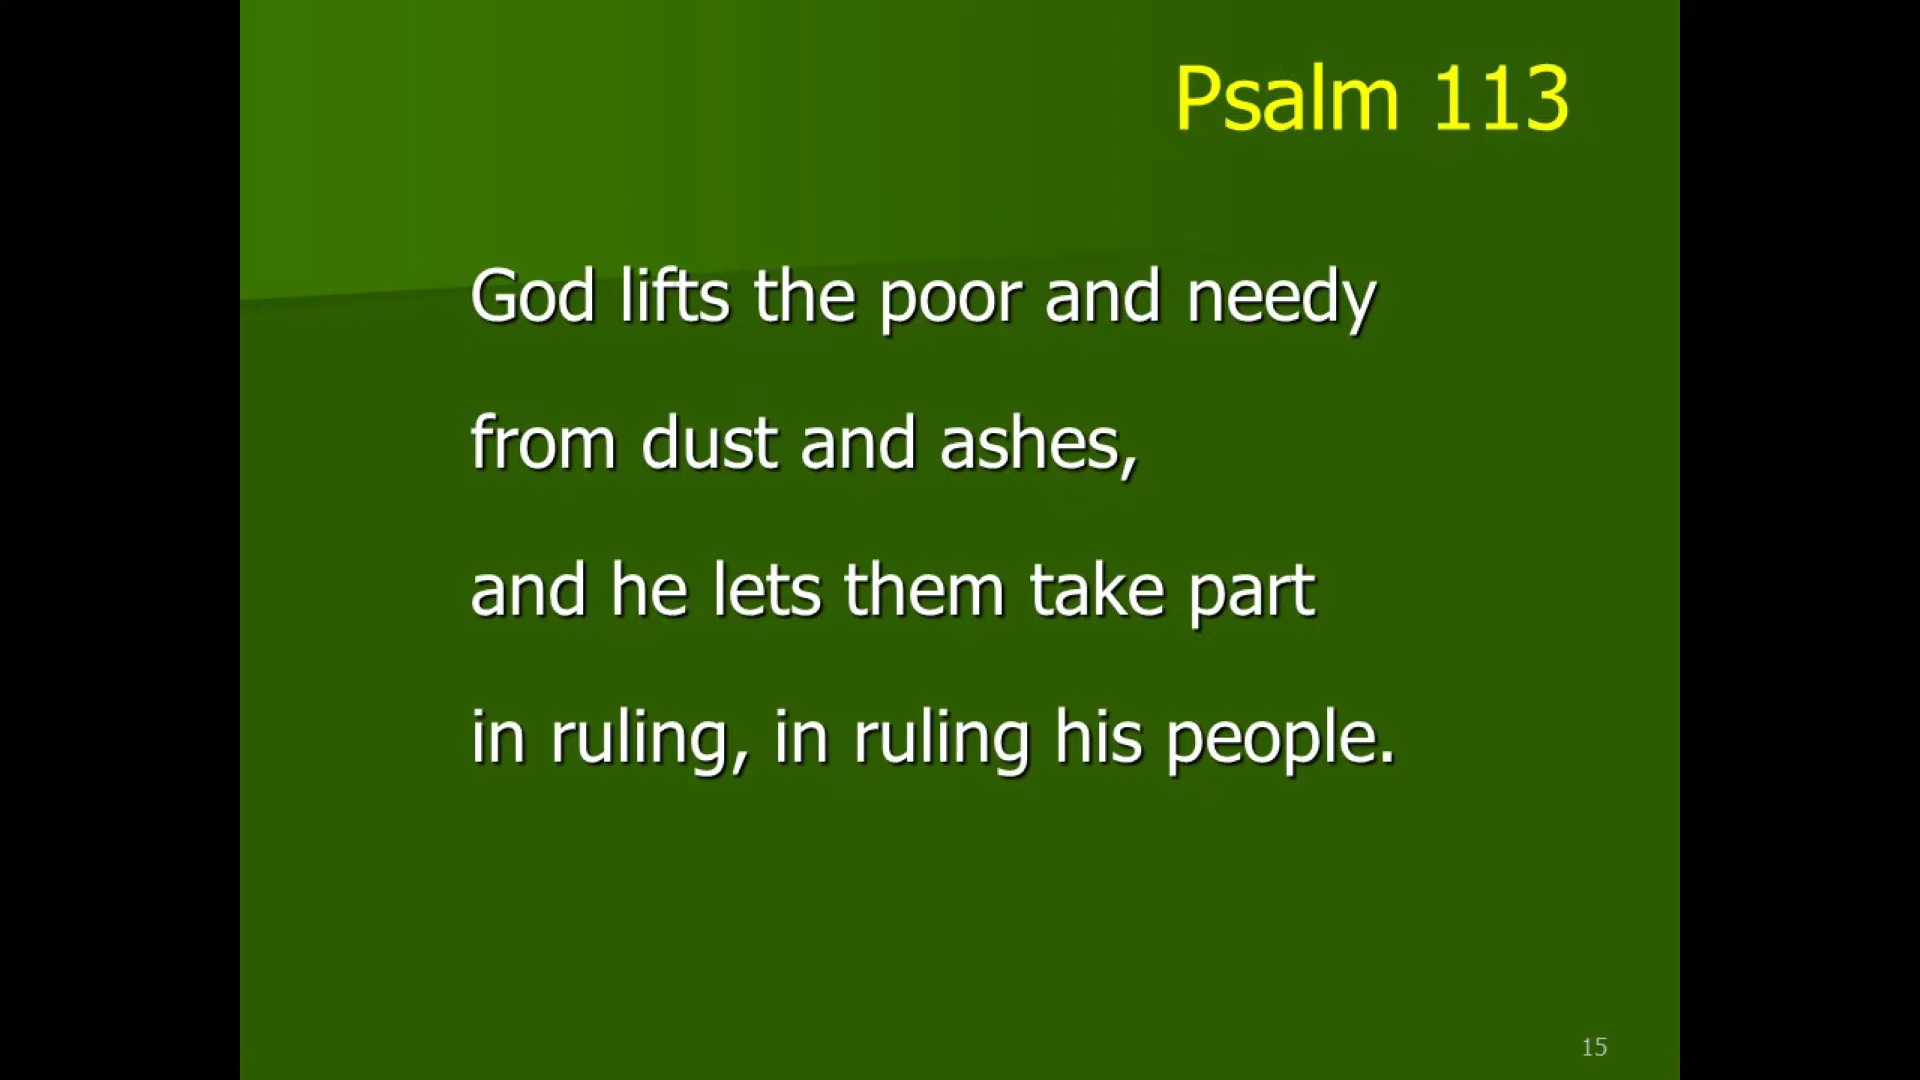 Psalm 113
God lifts the poor and needy
from dust and ashes,
and he lets them take part
in ruling, in ruling his people.
15